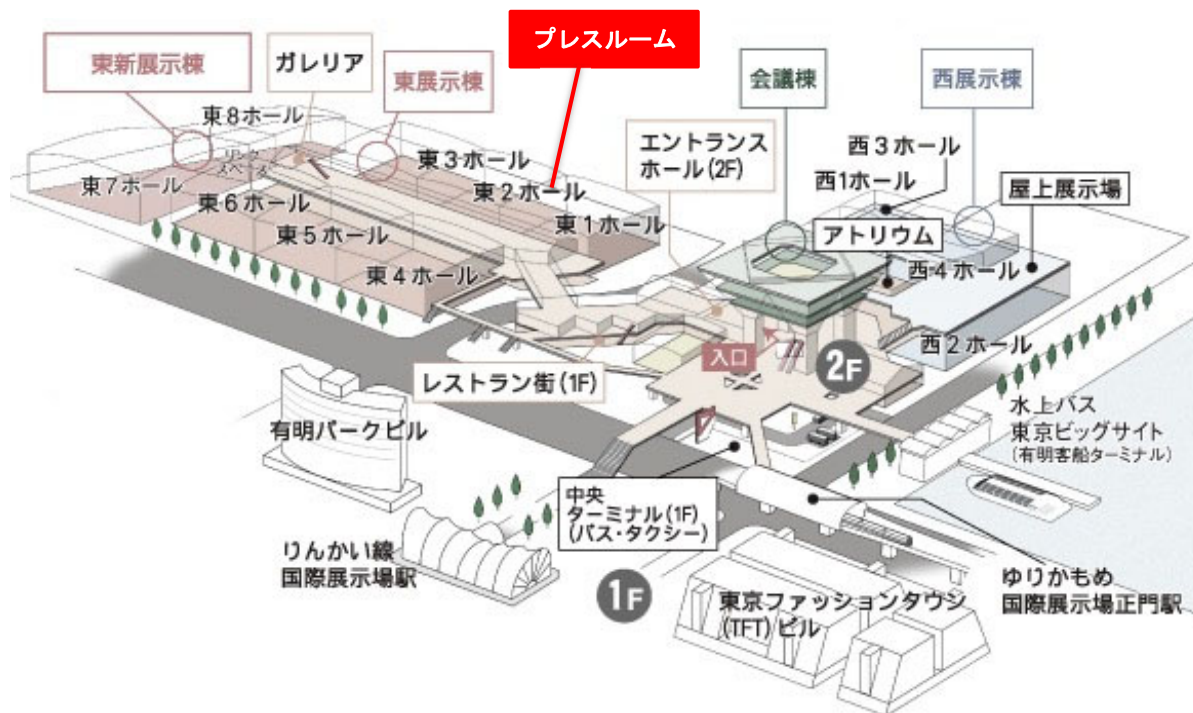 プレスルーム
東新展示棟
ガレリア
東展示棟
会議棟
西展示棟
東8ホール
エントランス
ホール(2F)
西3ホール
東3ホール
東7ホール
東2ホール
西1ホール
屋上展示場
東6ホール
東1ホール
アトリウム
東5ホール
東4ホール
西4ホール
入口
2F
西2ホール
レストラン街(1F)
水上バス
東京ビッグサイト
(有明客船ターミナル)
有明パークビル
中央
ターミナル(1F)
(バス・タクシー)
りんかい線
国際展示場駅
1F
ゆりかもめ
国際展示場正門駅
東京ファッションタウン
(TFT)ビル